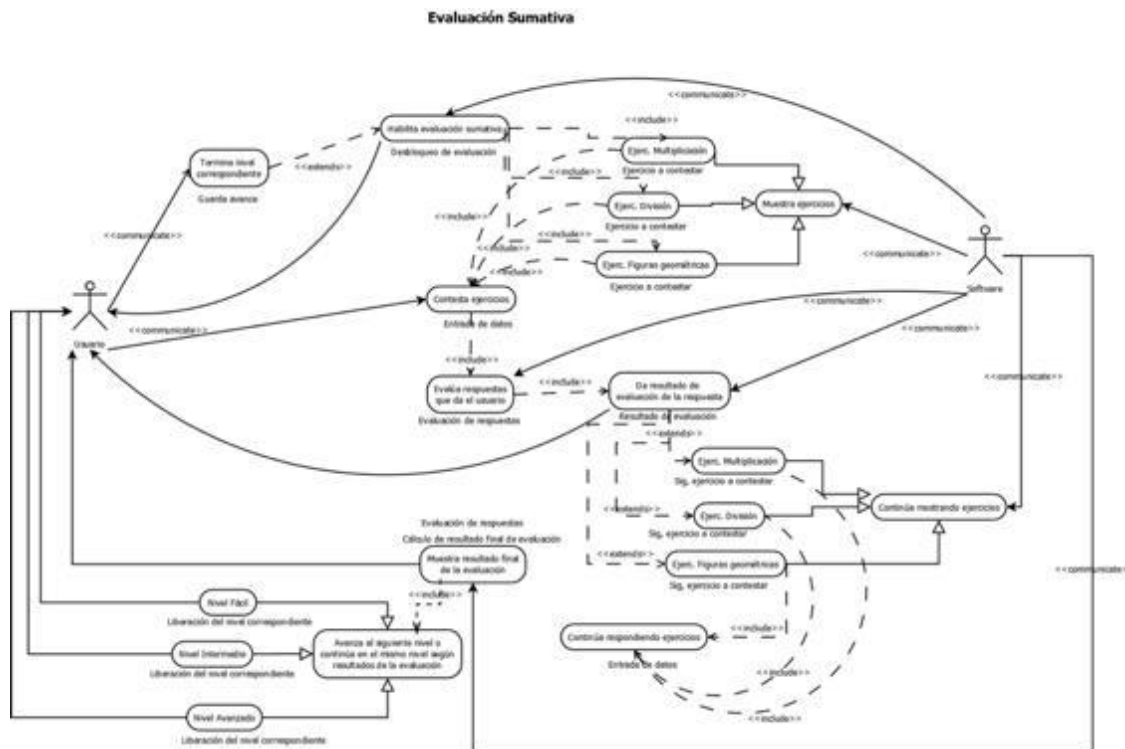 Evaluación Sumativa
<<communicate>>
Habilita evaluación sumativa
Desbloqueo de evaluación
<<include>>
Ejerc. Multiplicación
Ejercicio a contestar
Termina nivel
correspondiente
Guarda avance
<<extends>>
<<include>>
Ejerc. División
Ejercicio a contestar
Muestra ejercicios
<<include>>
<<communicate>>
<<include>>
<<include>>
<<include>>
Ejerc. Figuras geométricas
Ejercicio a contestar
<<communicate>>
Software
Contesta ejercicios
Entrada de datos
<<communicate>>
Usuario
<<communicate>>
<<communicate>>
<<include>>
Evalúa respuestas
que da el usuario
Evaluación de respuestas
<<include>>
Da resultado de
evaluación de la respuesta
Resultado de evaluación
<<communicate>>
<<extends>>
Ejerc. Multiplicación
Sig. ejercicio a contestar
<<extends>>
Ejerc. División
Sig. ejercicio a contestar
Continúa mostrando ejercicios
<<extends>>
Ejerc. Figuras geométricas
Sig. ejercicio a contestar
<<communicate>>
Evaluación de respuestas
Cálculo de resultado final de evaluación
Muestra resultado final
de la evaluación
<<include>>
Nivel Fácil
Liberación del nivel correspondiente
Avanza al siguiente nivel o
continúa en el mismo nivel según
resultados de la evaluación
Nivel Intermedio
Liberación del nivel correspondiente
Nivel Avanzado
Liberación del nivel correspondiente
<<include>>
Continúa respondiendo ejercicios
Entrada de datos
<<include>>
<<include>>